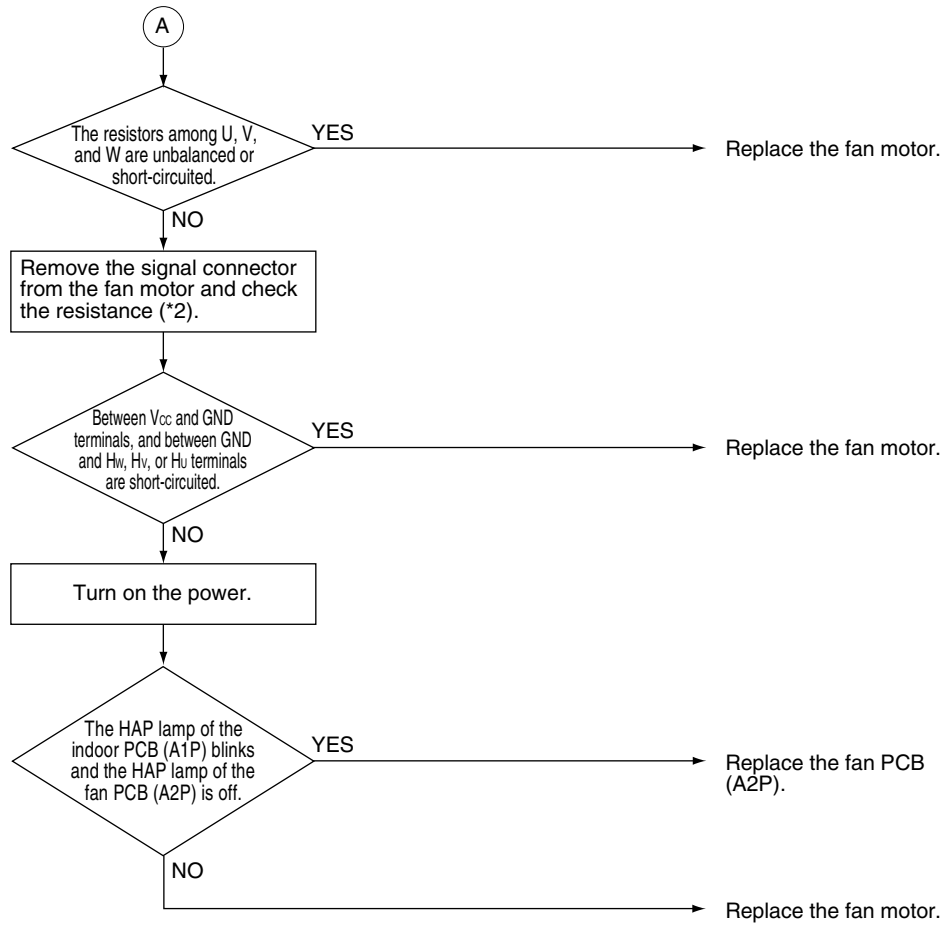 A
The resistors among U, V,
and W are unbalanced or
short-circuited.
YES
Replace the fan motor.
NO
Remove the signal connector
from the fan motor and check
the resistance (*2).
Between Vcc and GND
terminals, and between GND
and Hw, Hv, or Hu terminals
are short-circuited.
YES
Replace the fan motor.
NO
Turn on the power.
The HAP lamp of the
indoor PCB (A1P) blinks
and the HAP lamp of the
fan PCB (A2P) is off.
YES
Replace the fan PCB
(A2P).
NO
Replace the fan motor.